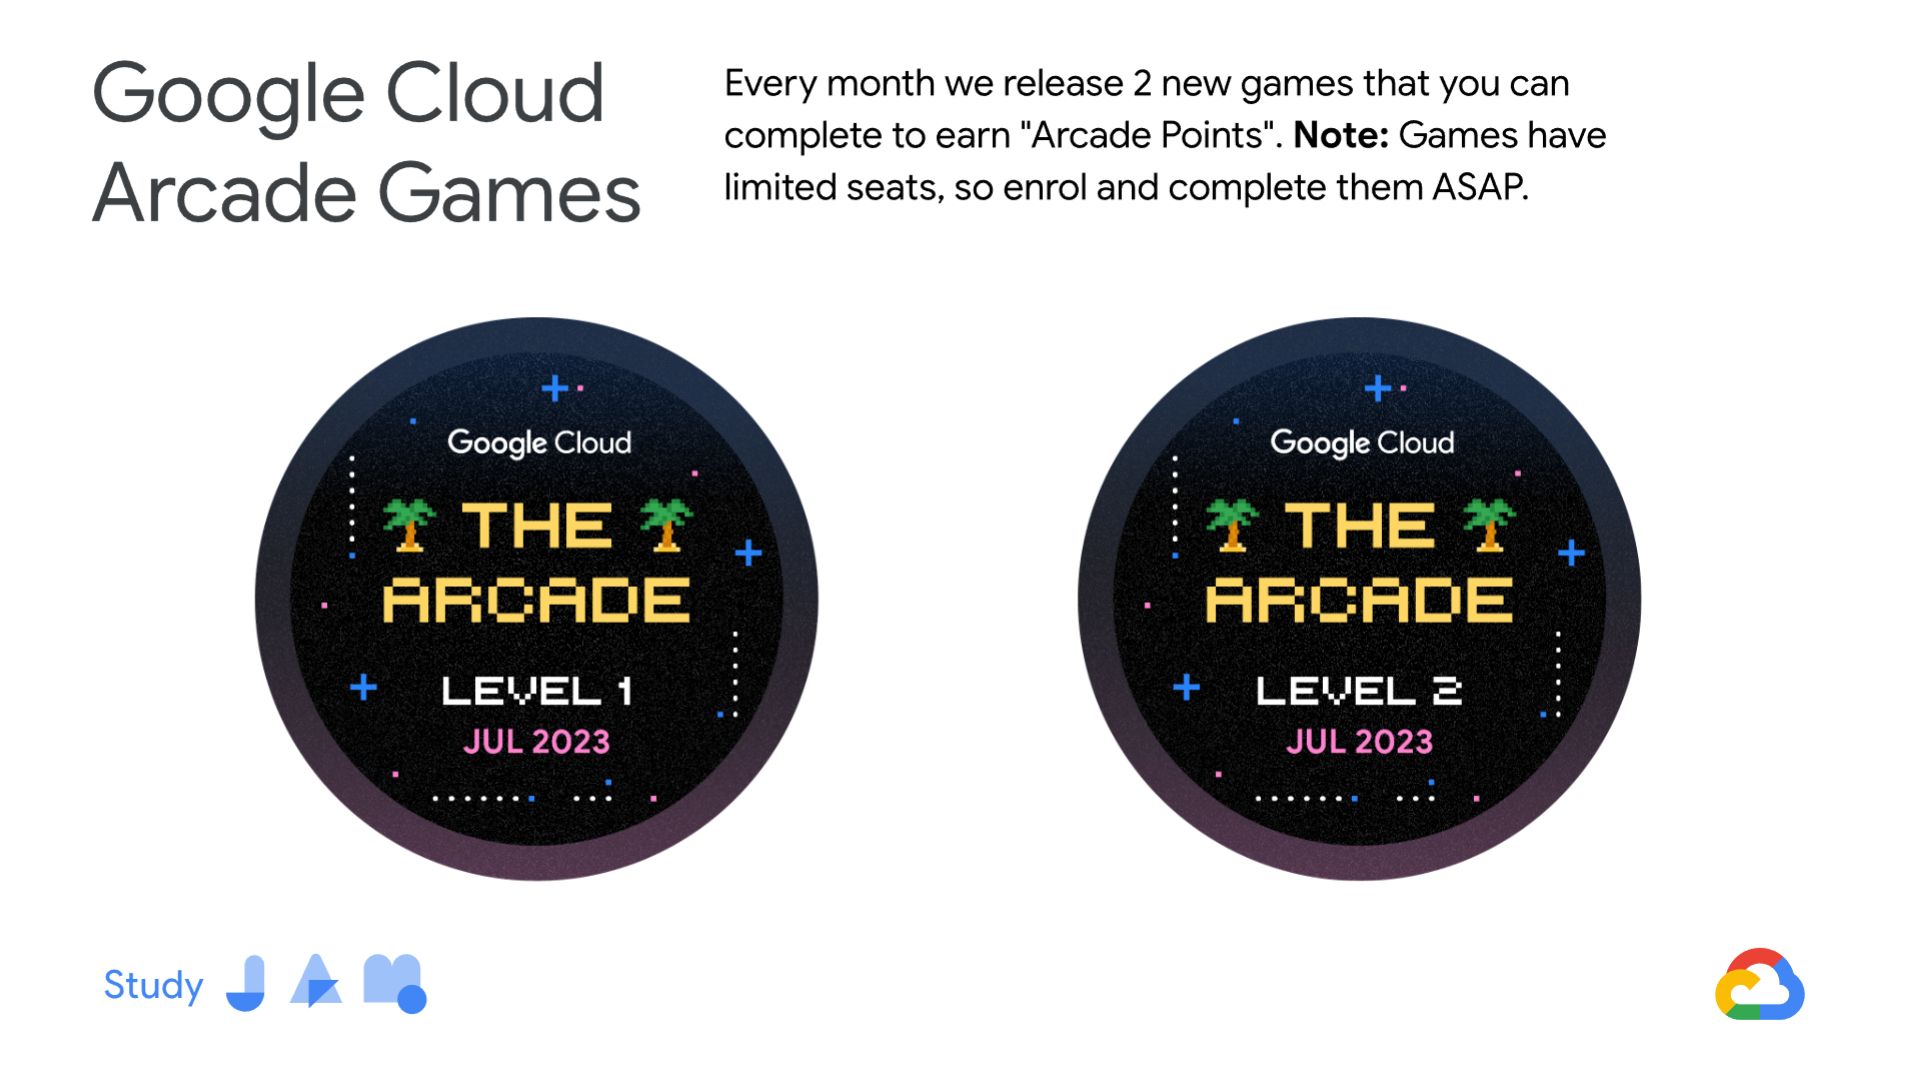 Google Cloud
Arcade Games
Every month we release 2 new games that you can
complete to earn "Arcade Points". Note: Games have
limited seats, so enrol and complete them ASAP.
Google Cloud
THE
ARCADE
LEVEL 1
JUL 2023
Google Cloud
THE
ARCADE
LEVEL 2
JUL 2023
Study JAM